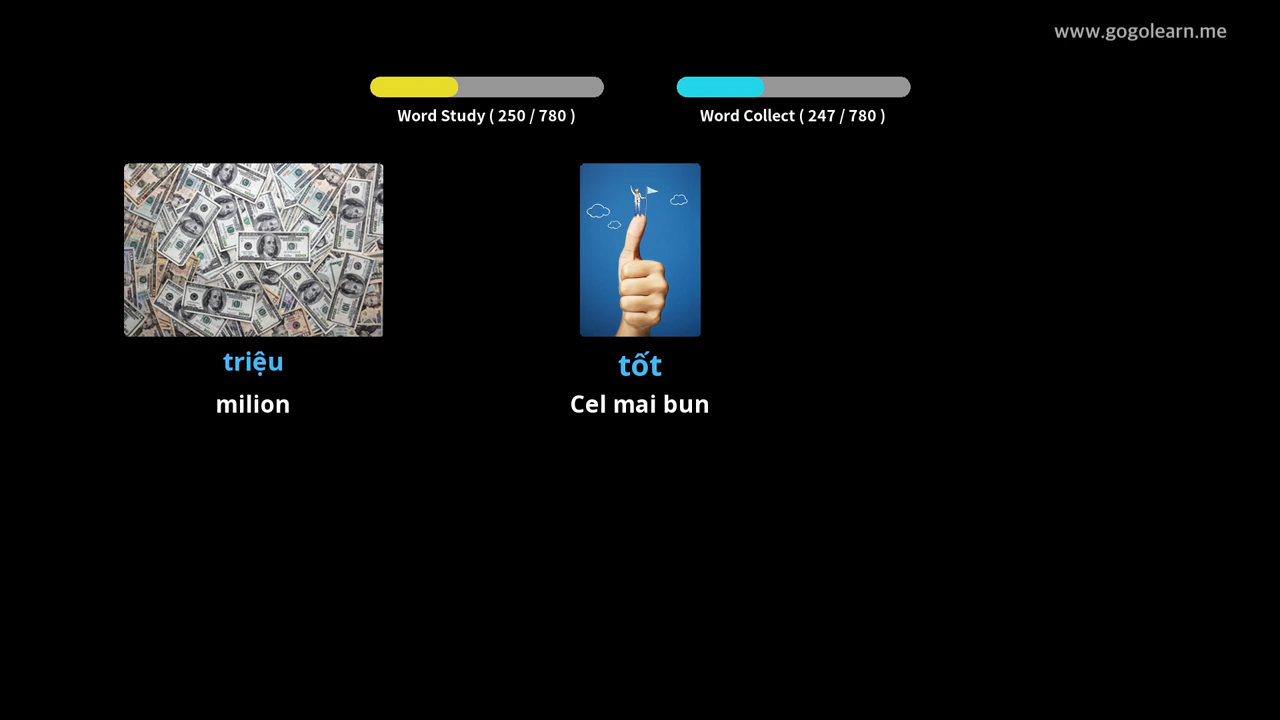 www.gogolearn.me
Word Study ( 250 / 780 )
Word Collect ( 247 / 780 )
triệu
milion
tốt
Cel mai bun